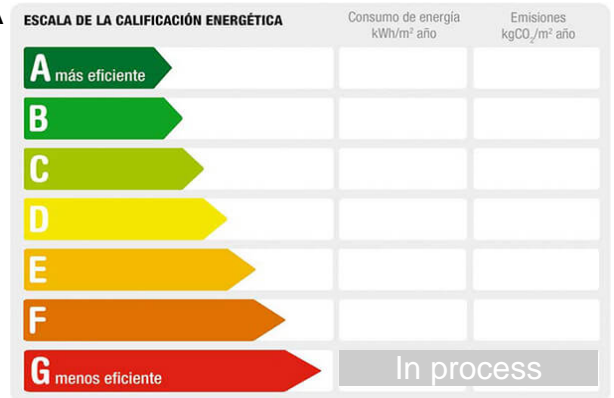 A
ESCALA DE LA CALIFICACIÓN ENERGÉTICA
Consumo de energía
kWh/m² año
Emisiones
kgCO₂/m² año
A más eficiente
B
C
D
E
F
G menos eficiente
In process